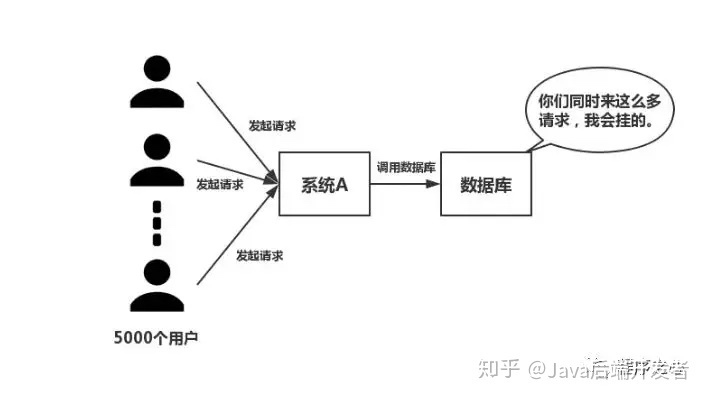 你们同时来这么多
请求，我会挂的。
发起请求
发起请求
发起请求
系统A
调用数据库
数据库
5000个用户
知乎 @Java后端开发者